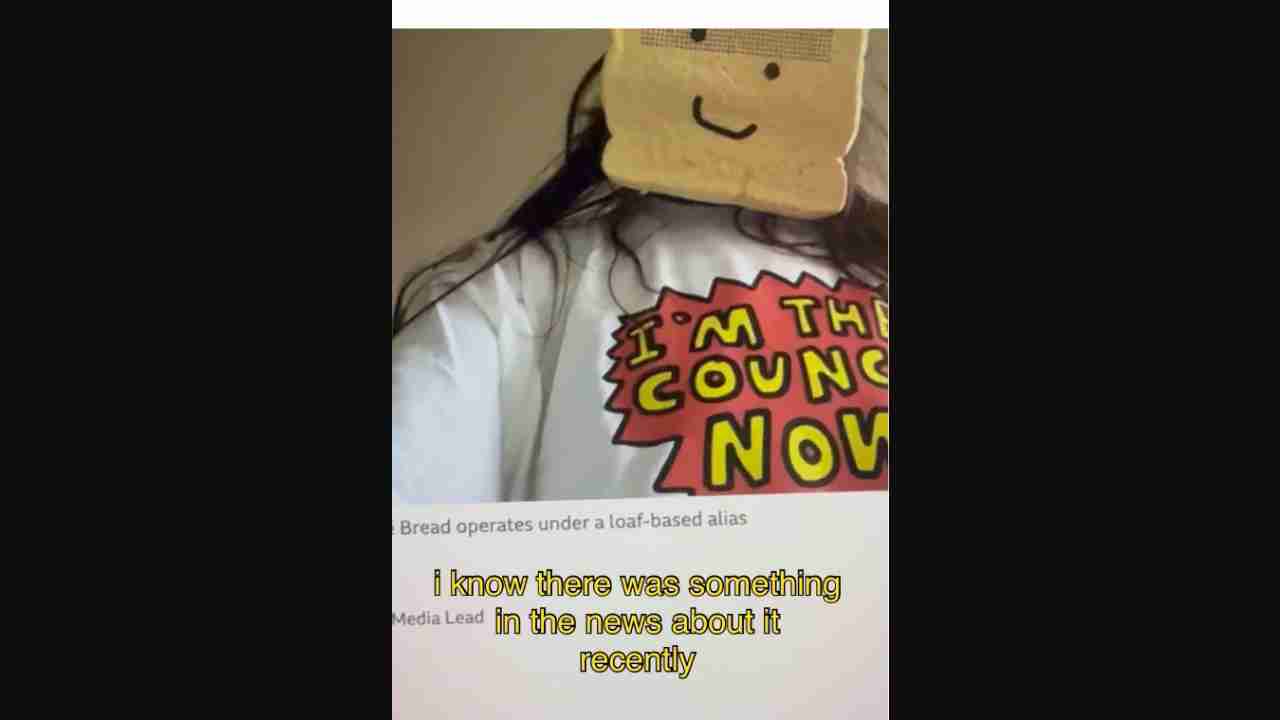 I'M THE
COUNC
NOW
Bread operates under a loaf-based alias
i know there was something
Media Lead
in the news about it
recently